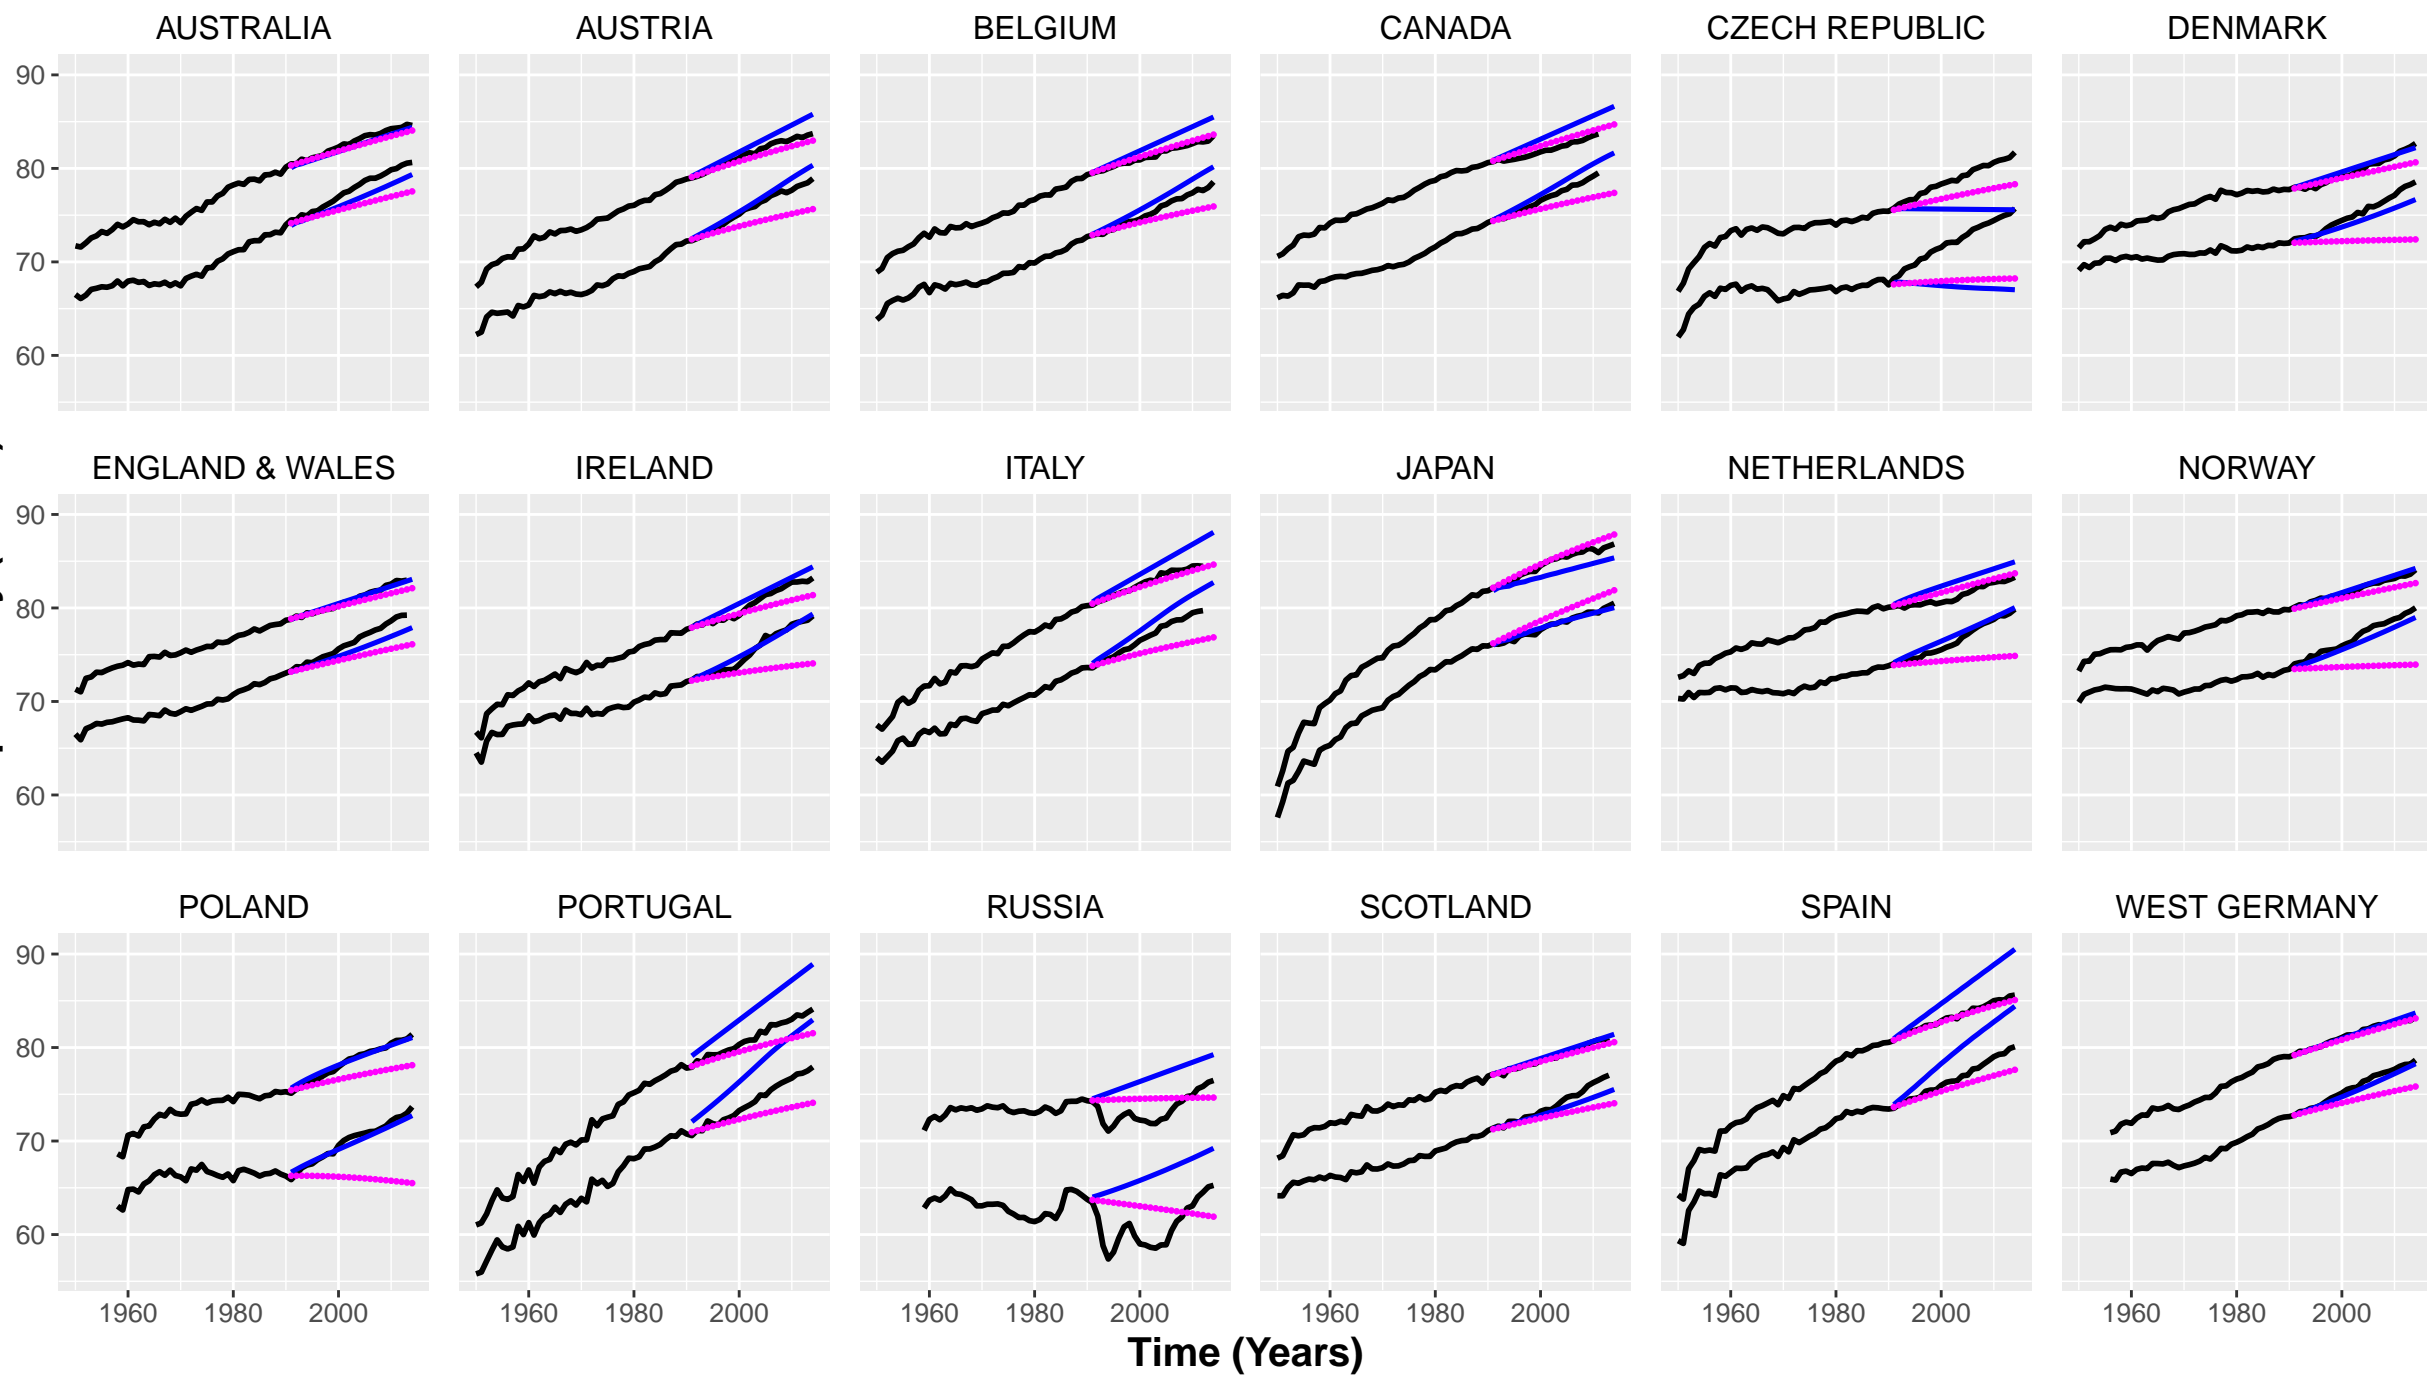 AUSTRALIA AUSTRIA BELGIUM CANADA CZECH REPUBLIC DENMARK
90
80
70
60
ENGLAND & WALES IRELAND ITALY JAPAN NETHERLANDS NORWAY
90
80
70
60
POLAND PORTUGAL RUSSIA SCOTLAND SPAIN WEST GERMANY
90
80
70
60
1960 1980 2000 1960 1980 2000 1960 1980 2000 1960 1980 2000 1960 1980 2000 1960 1980 2000
Time (Years)